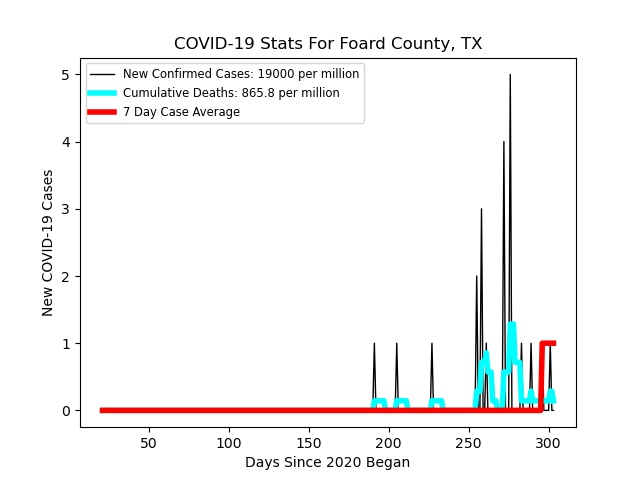 COVID-19 Stats For Foard County, TX
New Confirmed Cases: 19000 per million
Cumulative Deaths: 865.8 per million
7 Day Case Average
New COVID-19 Cases
5
4
3
2
1
0
50 100 150 200 250 300
Days Since 2020 Began